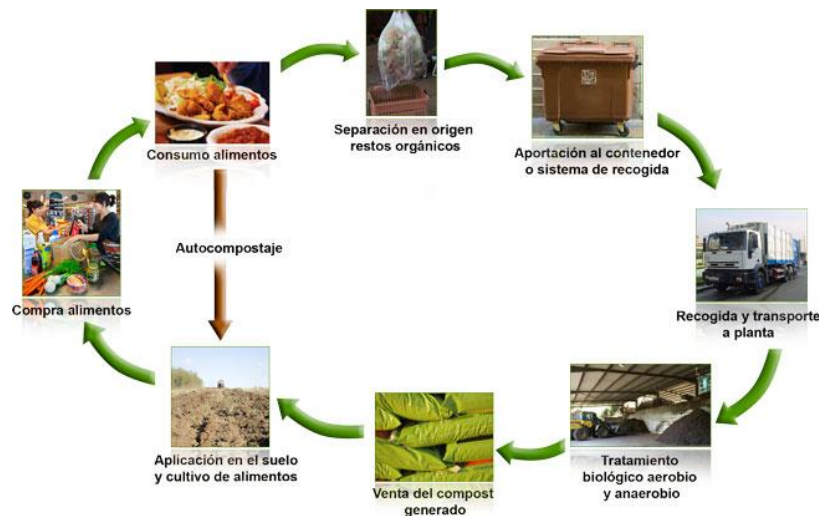 Consumo alimentos
Separación en origen
restos orgánicos
Aportación al contenedor
o sistema de recogida
Recogida y transporte
a planta
Tratamiento
biológico aerobio
y anaerobio
Venta del compost
generado
Aplicación en el suelo
y cultivo de alimentos
Compra alimentos
Autocompostaje